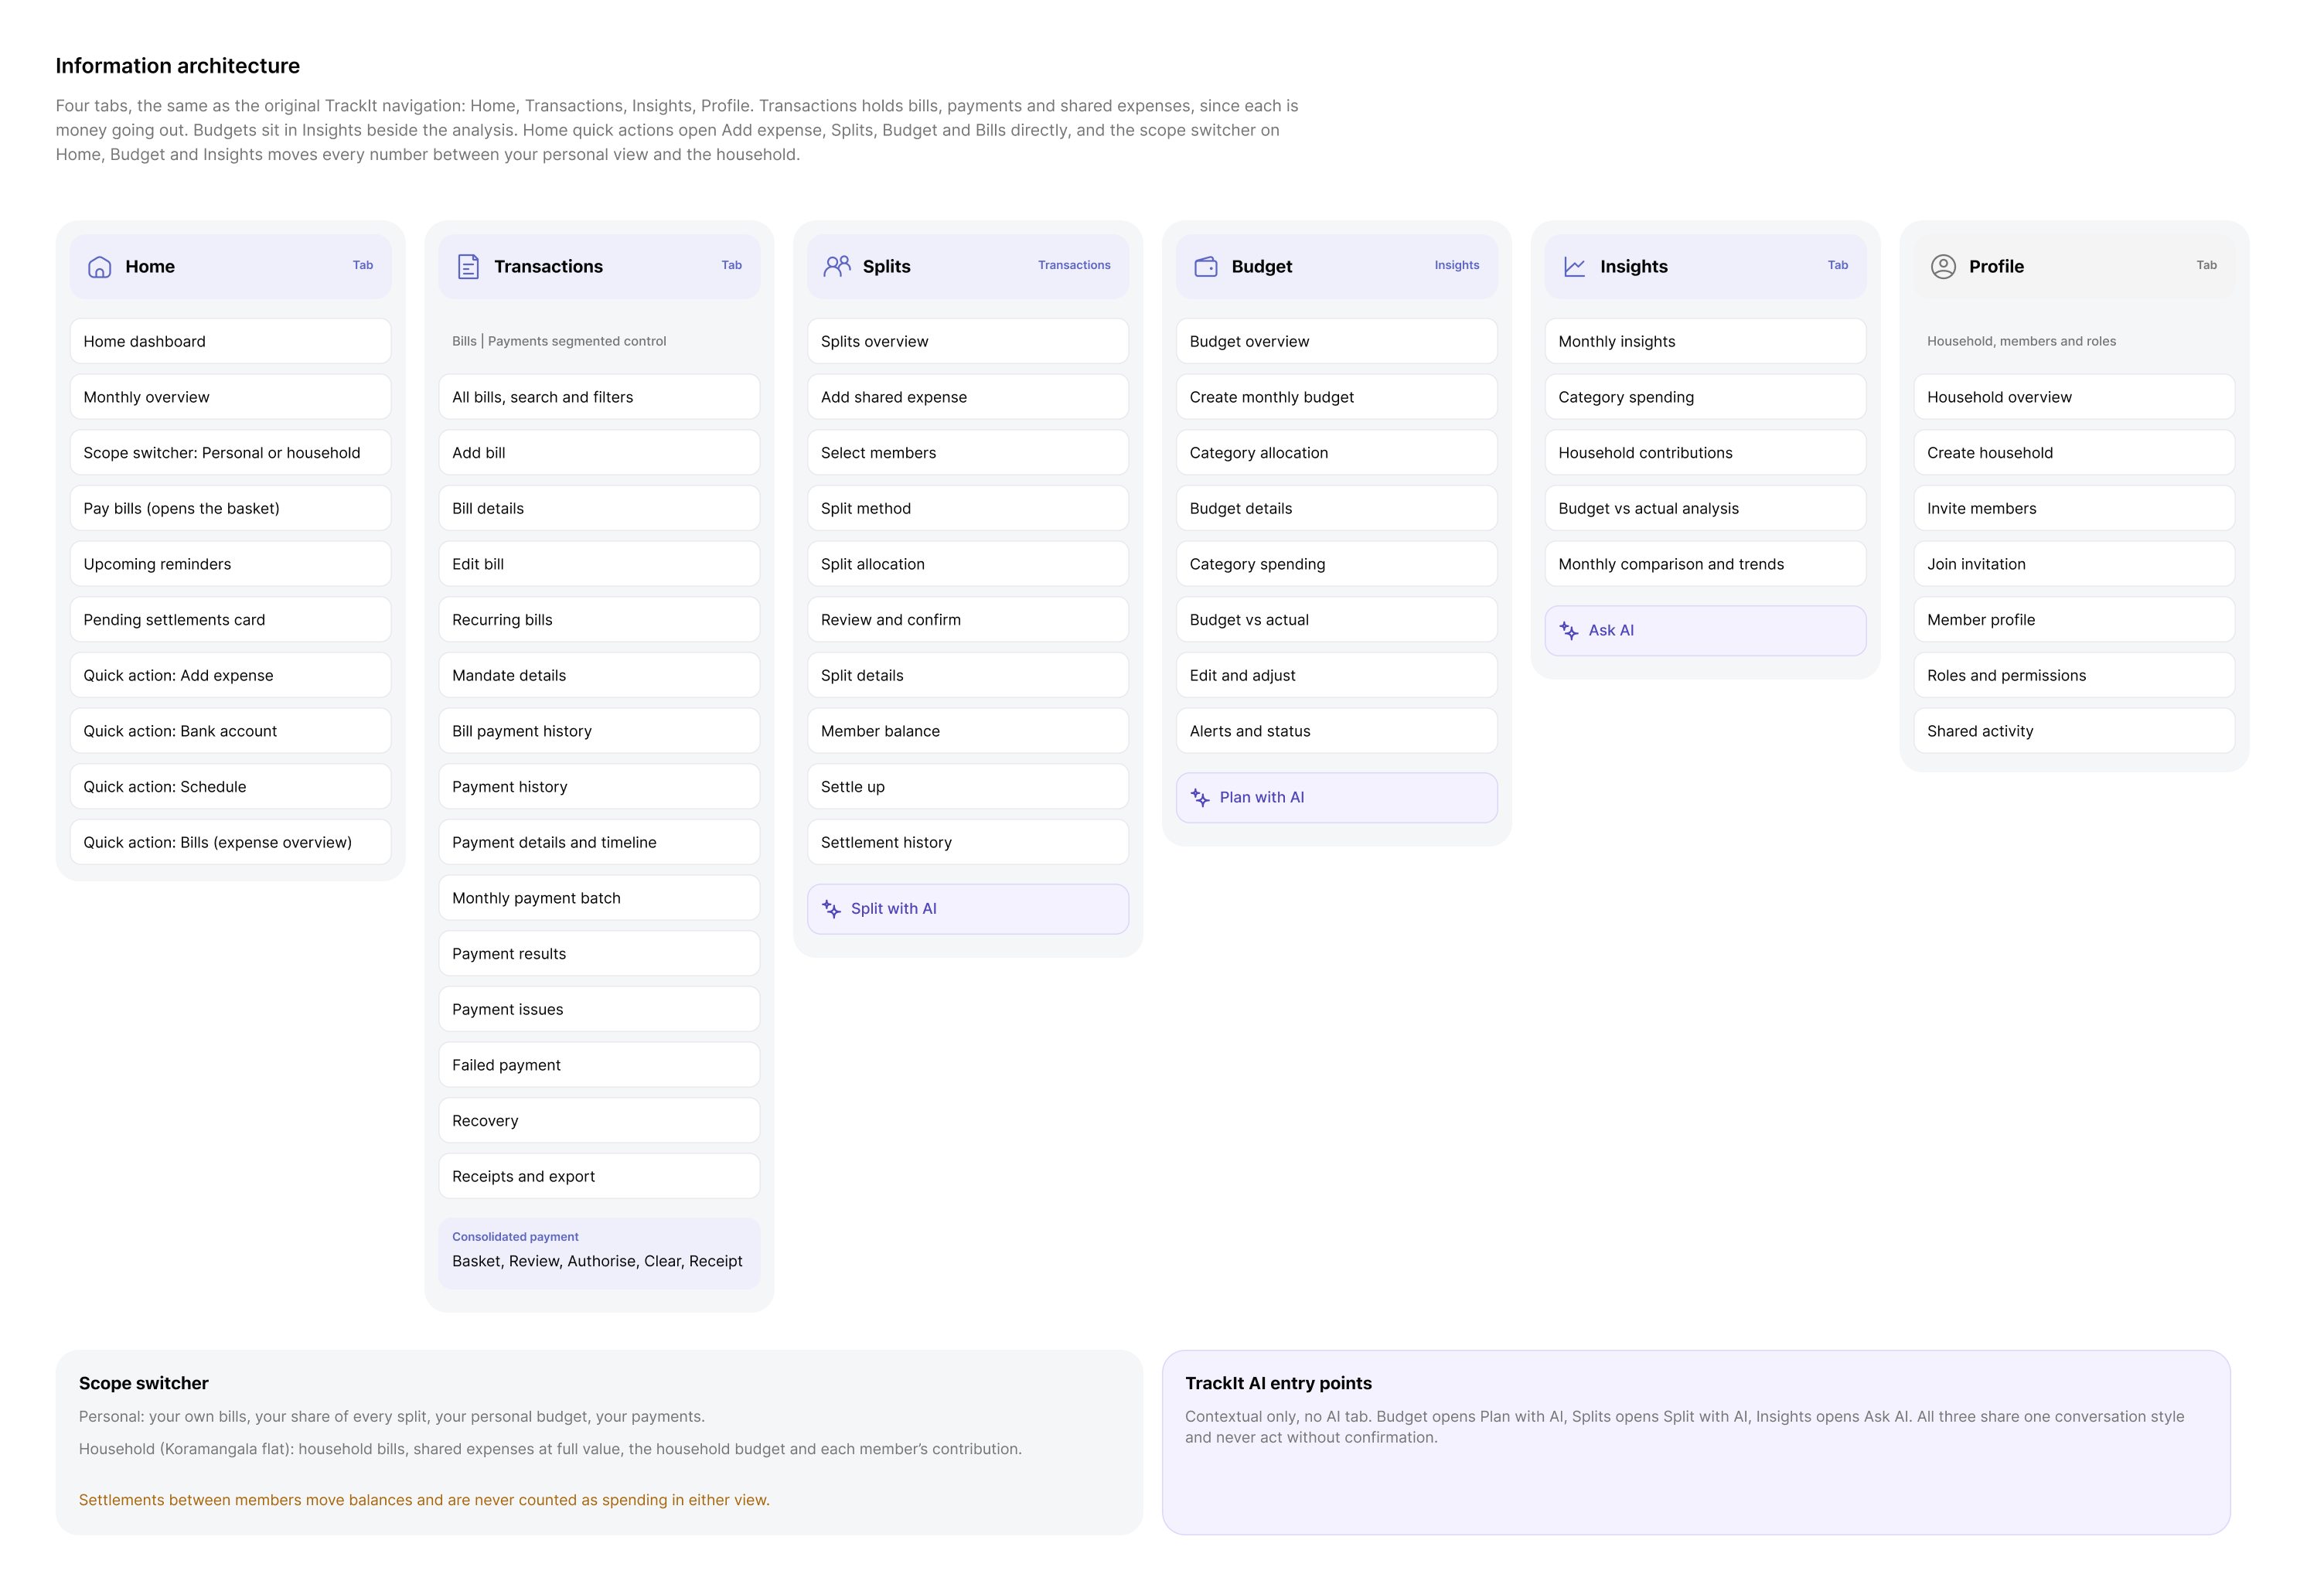 Information architecture
Four tabs, the same as the original TrackIt navigation: Home, Transactions, Insights, Profile. Transactions holds bills, payments and shared expenses, since each is
money going out. Budgets sit in Insights beside the analysis. Home quick actions open Add expense, Splits, Budget and Bills directly, and the scope switcher on
Home, Budget and Insights moves every number between your personal view and the household.
Home
Tab
Home dashboard
Monthly overview
Scope switcher: Personal or household
Pay bills (opens the basket)
Upcoming reminders
Pending settlements card
Quick action: Add expense
Quick action: Bank account
Quick action: Schedule
Quick action: Bills (expense overview)
Transactions
Tab
Bills | Payments segmented control
All bills, search and filters
Add bill
Bill details
Edit bill
Recurring bills
Mandate details
Bill payment history
Payment history
Payment details and timeline
Monthly payment batch
Payment results
Payment issues
Failed payment
Recovery
Receipts and export
Consolidated payment
Basket, Review, Authorise, Clear, Receipt
Splits
Transactions
Splits overview
Add shared expense
Select members
Split method
Split allocation
Review and confirm
Split details
Member balance
Settle up
Settlement history
Split with AI
Budget
Insights
Budget overview
Create monthly budget
Category allocation
Budget details
Category spending
Budget vs actual
Edit and adjust
Alerts and status
Plan with AI
Insights
Tab
Monthly insights
Category spending
Household contributions
Budget vs actual analysis
Monthly comparison and trends
Ask AI
Profile
Tab
Household, members and roles
Household overview
Create household
Invite members
Join invitation
Member profile
Roles and permissions
Shared activity
Scope switcher
Personal: your own bills, your share of every split, your personal budget, your payments.
Household (Koramangala flat): household bills, shared expenses at full value, the household budget and each member’s contribution.
Settlements between members move balances and are never counted as spending in either view.
TrackIt AI entry points
Contextual only, no AI tab. Budget opens Plan with AI, Splits opens Split with AI, Insights opens Ask AI. All three share one conversation style
and never act without confirmation.